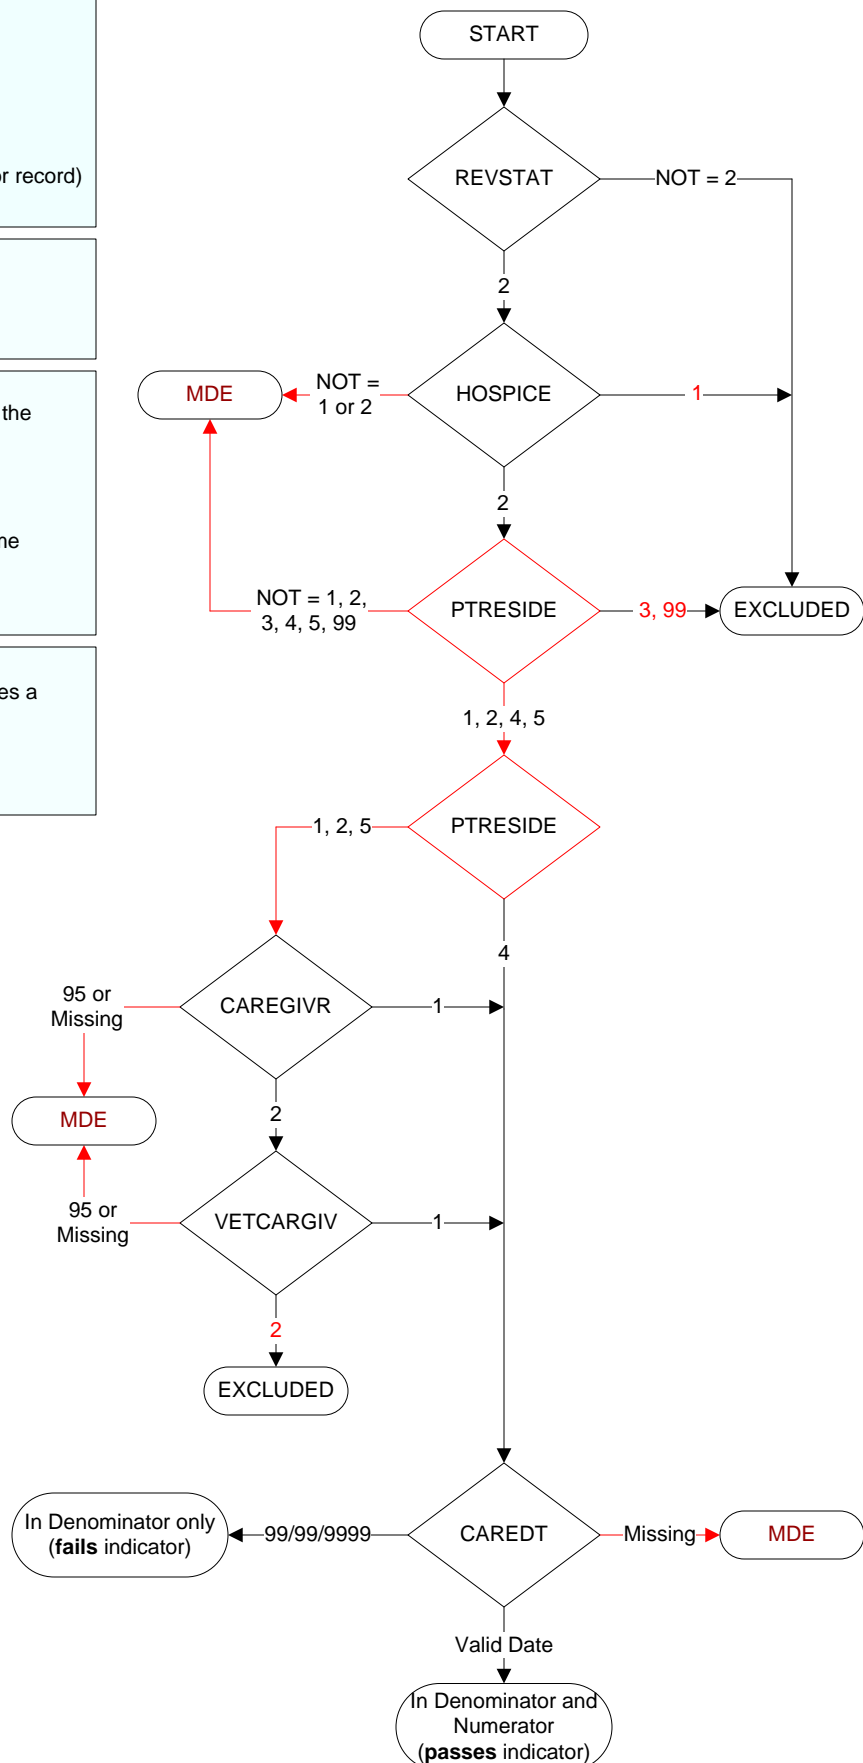 START
r record)
REVSTAT
NOT = 2
2
the
MDE
NOT =
1 or 2
HOSPICE
1
2
ne
NOT = 1, 2,
3, 4, 5, 99
PTRESIDE
3, 99
EXCLUDED
es a
1, 2, 4, 5
1, 2, 5
PTRESIDE
4
95 or
Missing
CAREGIVR
1
MDE
2
95 or
Missing
VETCARGIV
1
2
EXCLUDED
In Denominator only
(fails indicator)
99/99/9999
CAREDT
Missing
MDE
Valid Date
In Denominator and
Numerator
(passes indicator)